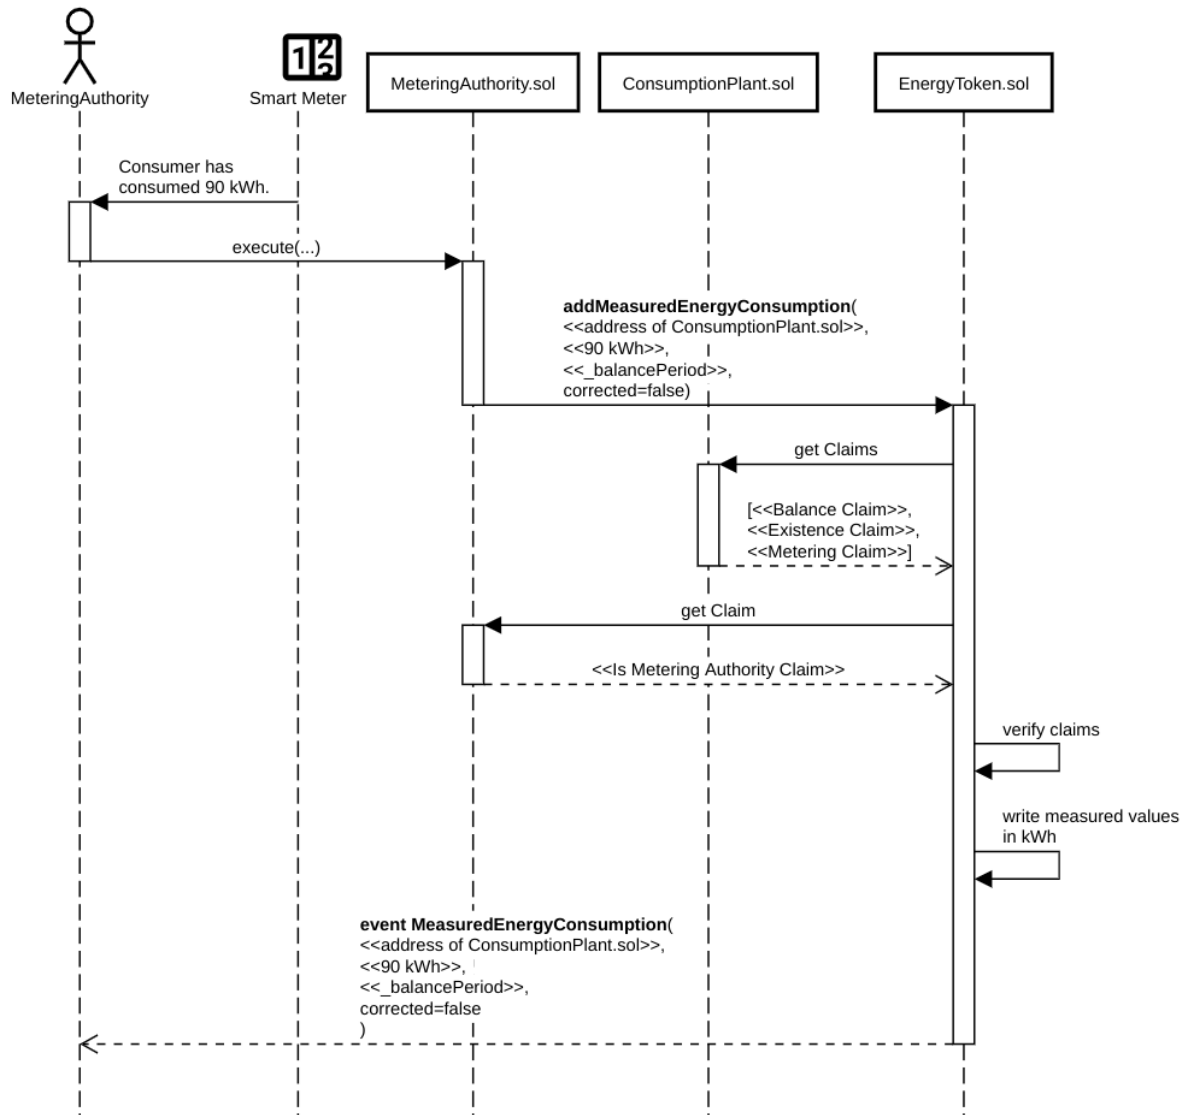 MeteringAuthority
1 2 3
Smart Meter
MeteringAuthority.sol
ConsumptionPlant.sol
EnergyToken.sol
Consumer has
consumed 90 kWh.
execute(...)
addMeasuredEnergyConsumption(
<<address of ConsumptionPlant.sol>>,
<<90 kWh>>,
<<_balancePeriod>>,
corrected=false)
get Claims
[<<Balance Claim>>,
<<Existence Claim>>,
<<Metering Claim>>]
get Claim
<<Is Metering Authority Claim>>
verify claims
write measured values
in kWh
event MeasuredEnergyConsumption(
<<address of ConsumptionPlant.sol>>,
<<90 kWh>>,
<<_balancePeriod>>,
corrected=false
)